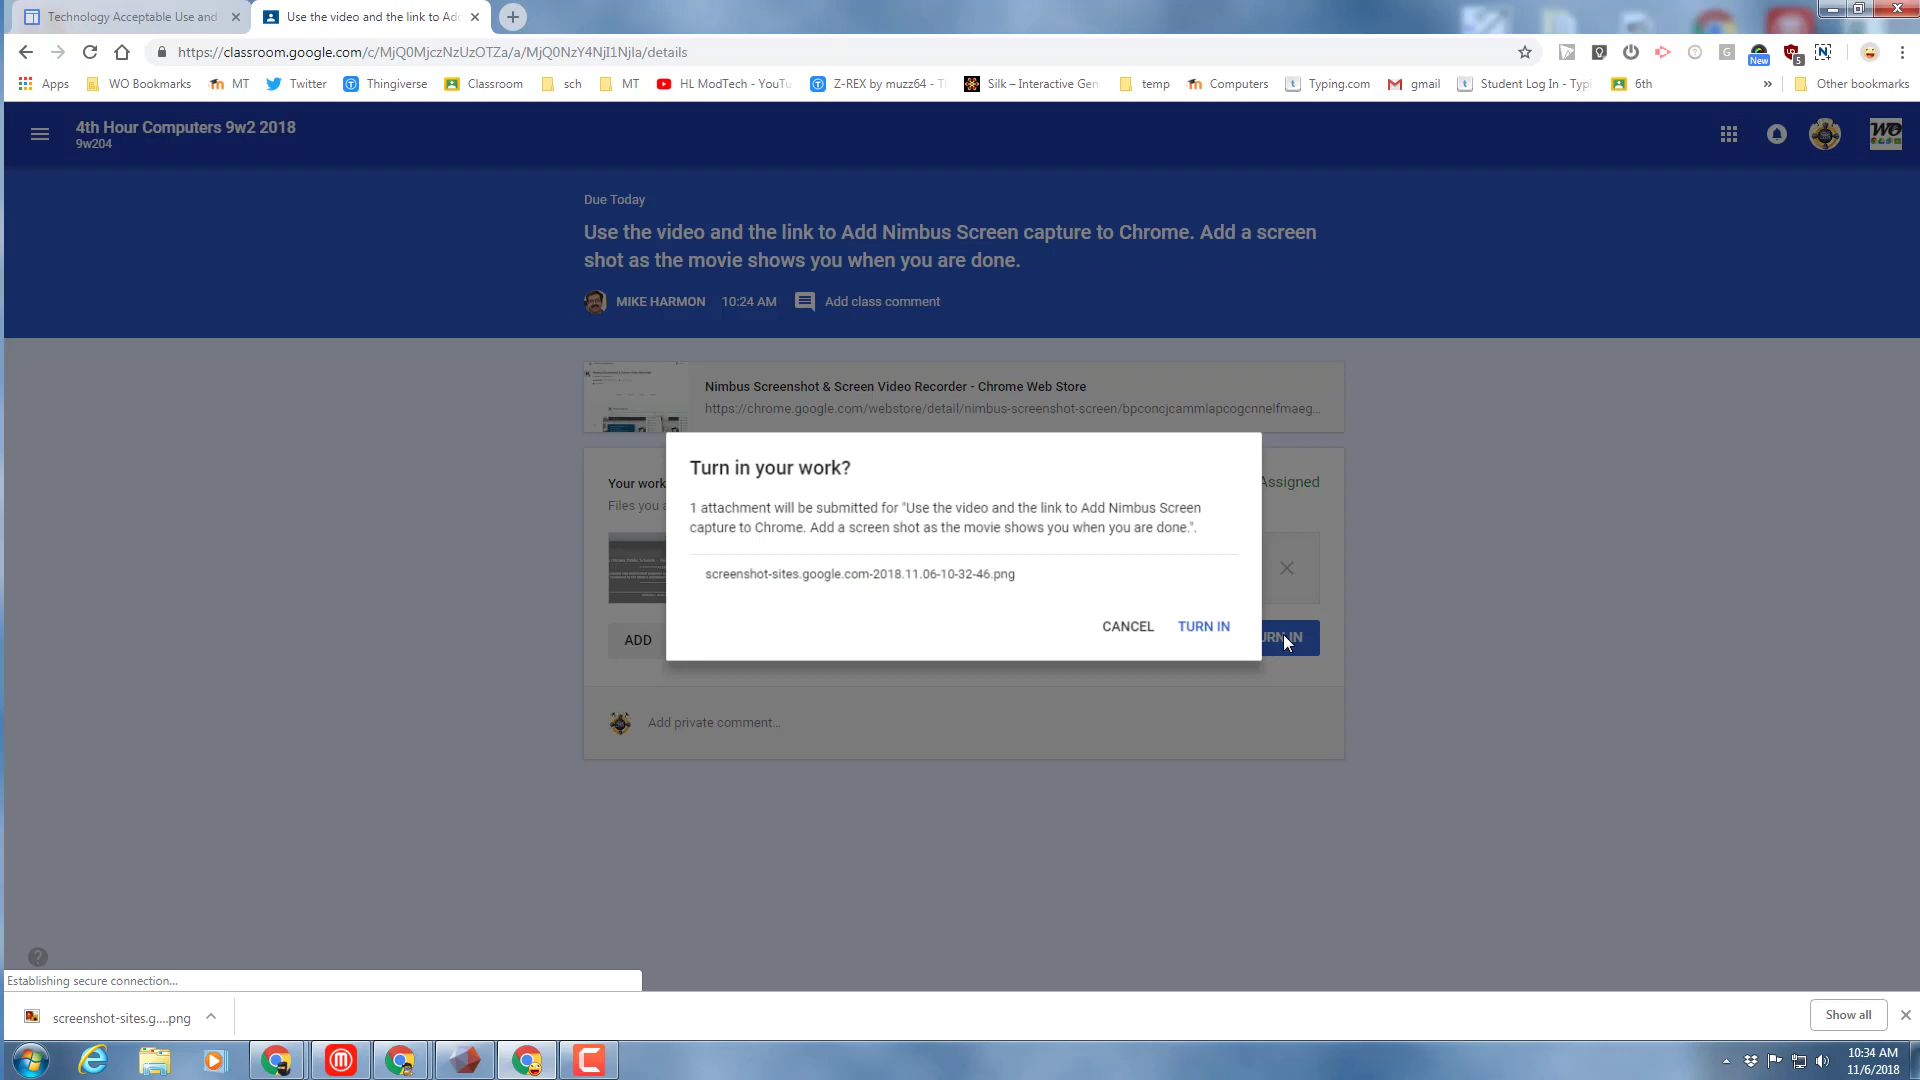 Technology Acceptable Use and
Use the video and the link to Add
https://classroom.google.com/c/MjQ0MjczNzUzOTZa/a/MjQ0NzY4NjI1Njla/details
New
5
Apps
WO Bookmarks
MT
Twitter
Thingiverse
Classroom
sch
MT
HL ModTech - YouTu
Z-REX by muzz64 - T
Silk – Interactive Gen
temp
Computers
Typing.com
gmail
Student Log In - Typi
6th
»
Other bookmarks
4th Hour Computers 9w2 2018
9w204
WO
Due Today
Use the video and the link to Add Nimbus Screen capture to Chrome. Add a screen
shot as the movie shows you when you are done.
MIKE HARMON 10:24 AM Add class comment
Nimbus Screenshot & Screen Video Recorder - Chrome Web Store
https://chrome.google.com/webstore/detail/nimbus-screenshot-screen/bpconcjcammlapcogcnnelfmaeg...
Your work
Assigned
Files you a
Turn in your work?
1 attachment will be submitted for "Use the video and the link to Add Nimbus Screen
capture to Chrome. Add a screen shot as the movie shows you when you are done.".
screenshot-sites.google.com-2018.11.06-10-32-46.png
CANCEL TURN IN
ADD
URN IN
Add private comment...
Establishing secure connection...
screenshot-sites.g....png
Show all
10:34 AM
11/6/2018